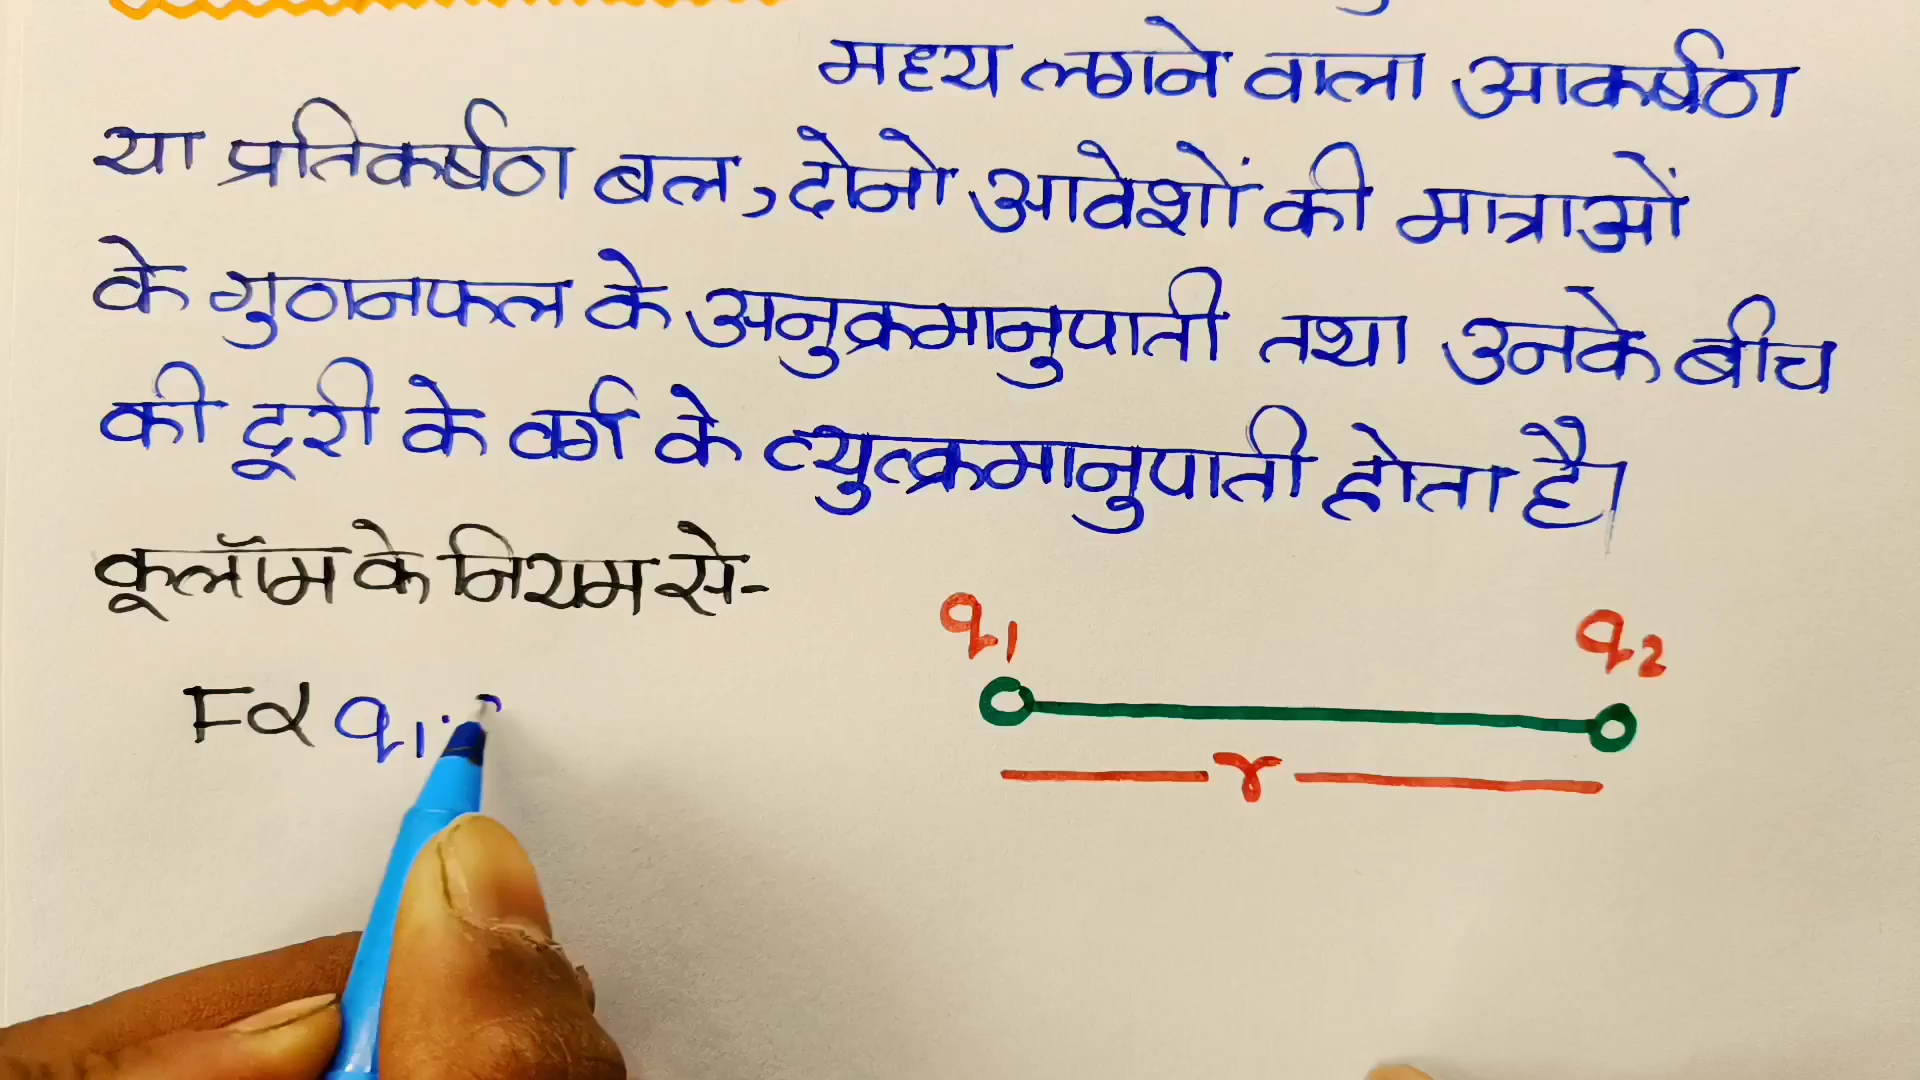 मध्य लगने वाला आकर्षण
या प्रतिकर्षण बल, दोनो आवेशों की मात्राओं
के गुणनफल के अनुक्रमानुपाती तथा उनके बीच
की दूरी के वर्ग के व्युत्क्रमानुपाती होता है।
कूलॉम के नियम से-
q₁ q₂
F α q₁.
r